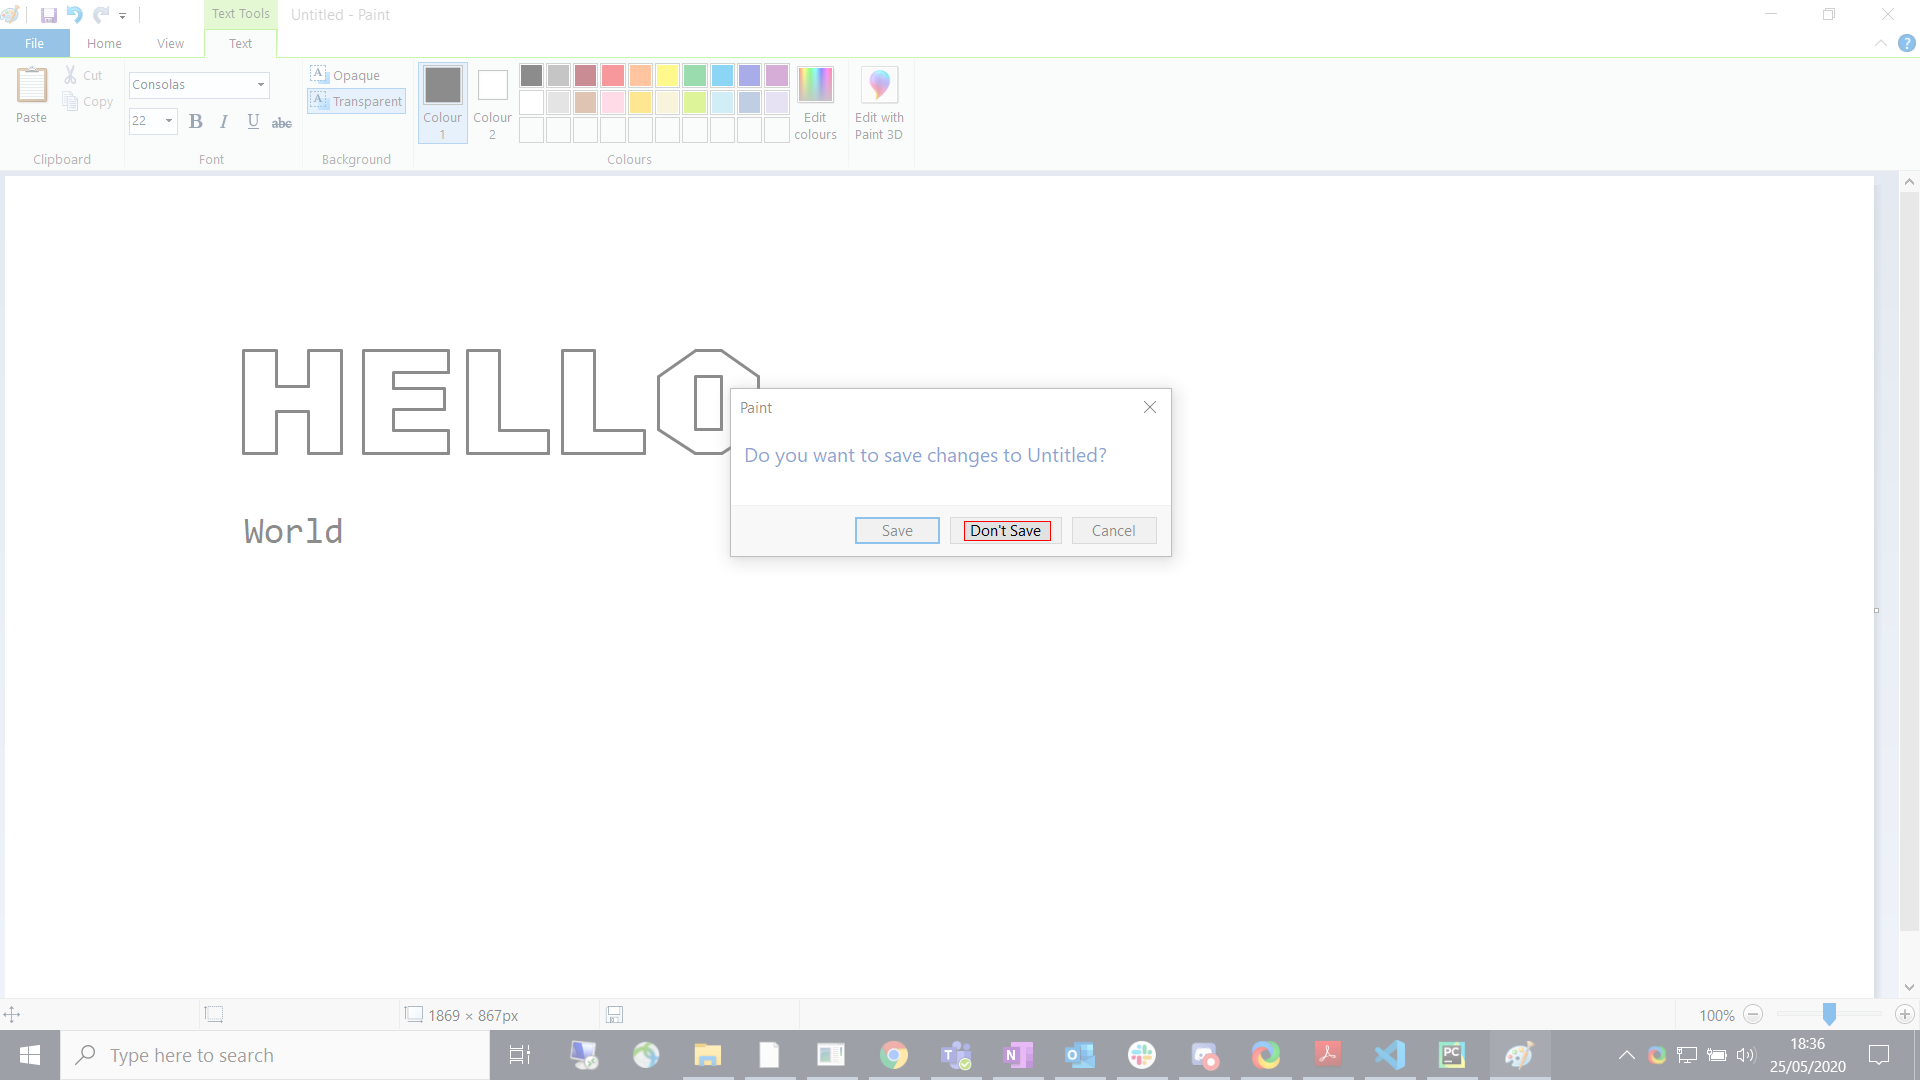 Text Tools
Untitled - Paint
File
Home
View
Text
Paste
Cut
Copy
Clipboard
Consolas
22
B I U abc
Font
Opaque
Transparent
Background
Colour 1
Colour 2
Edit colours
Colours
Edit with Paint 3D
HELLO
World
Paint
Do you want to save changes to Untitled?
Save
Don't Save
Cancel
1869 × 867px
100%
Type here to search
18:36
25/05/2020